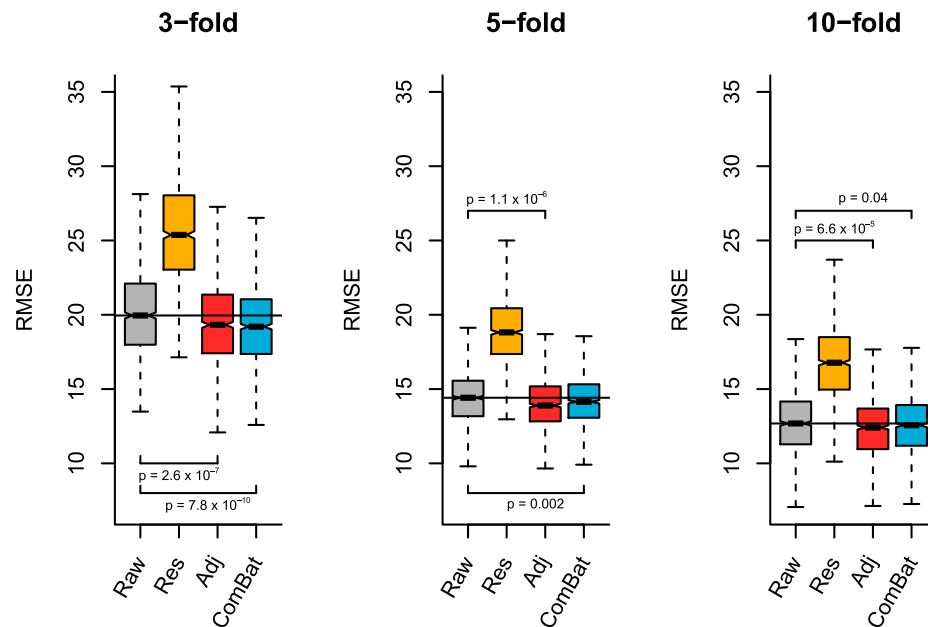 3−fold
RMSE
35
30
25
20
15
10
p = 2.6 x 10⁻⁷
p = 7.8 x 10⁻¹⁰
Raw
Res
Adj
ComBat
5−fold
RMSE
35
30
25
20
15
10
p = 1.1 x 10⁻⁶
p = 0.002
Raw
Res
Adj
ComBat
10−fold
RMSE
35
30
25
20
15
10
p = 0.04
p = 6.6 x 10⁻⁵
Raw
Res
Adj
ComBat